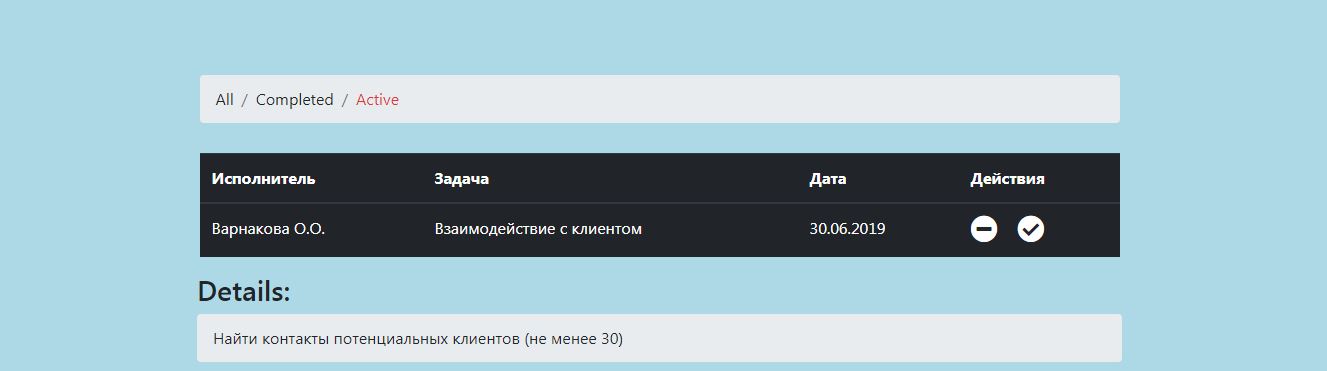 All / Completed / Active
Исполнитель Задача Дата Действия
Варнакова О.О. Взаимодействие с клиентом 30.06.2019
Details:
Найти контакты потенциальных клиентов (не менее 30)